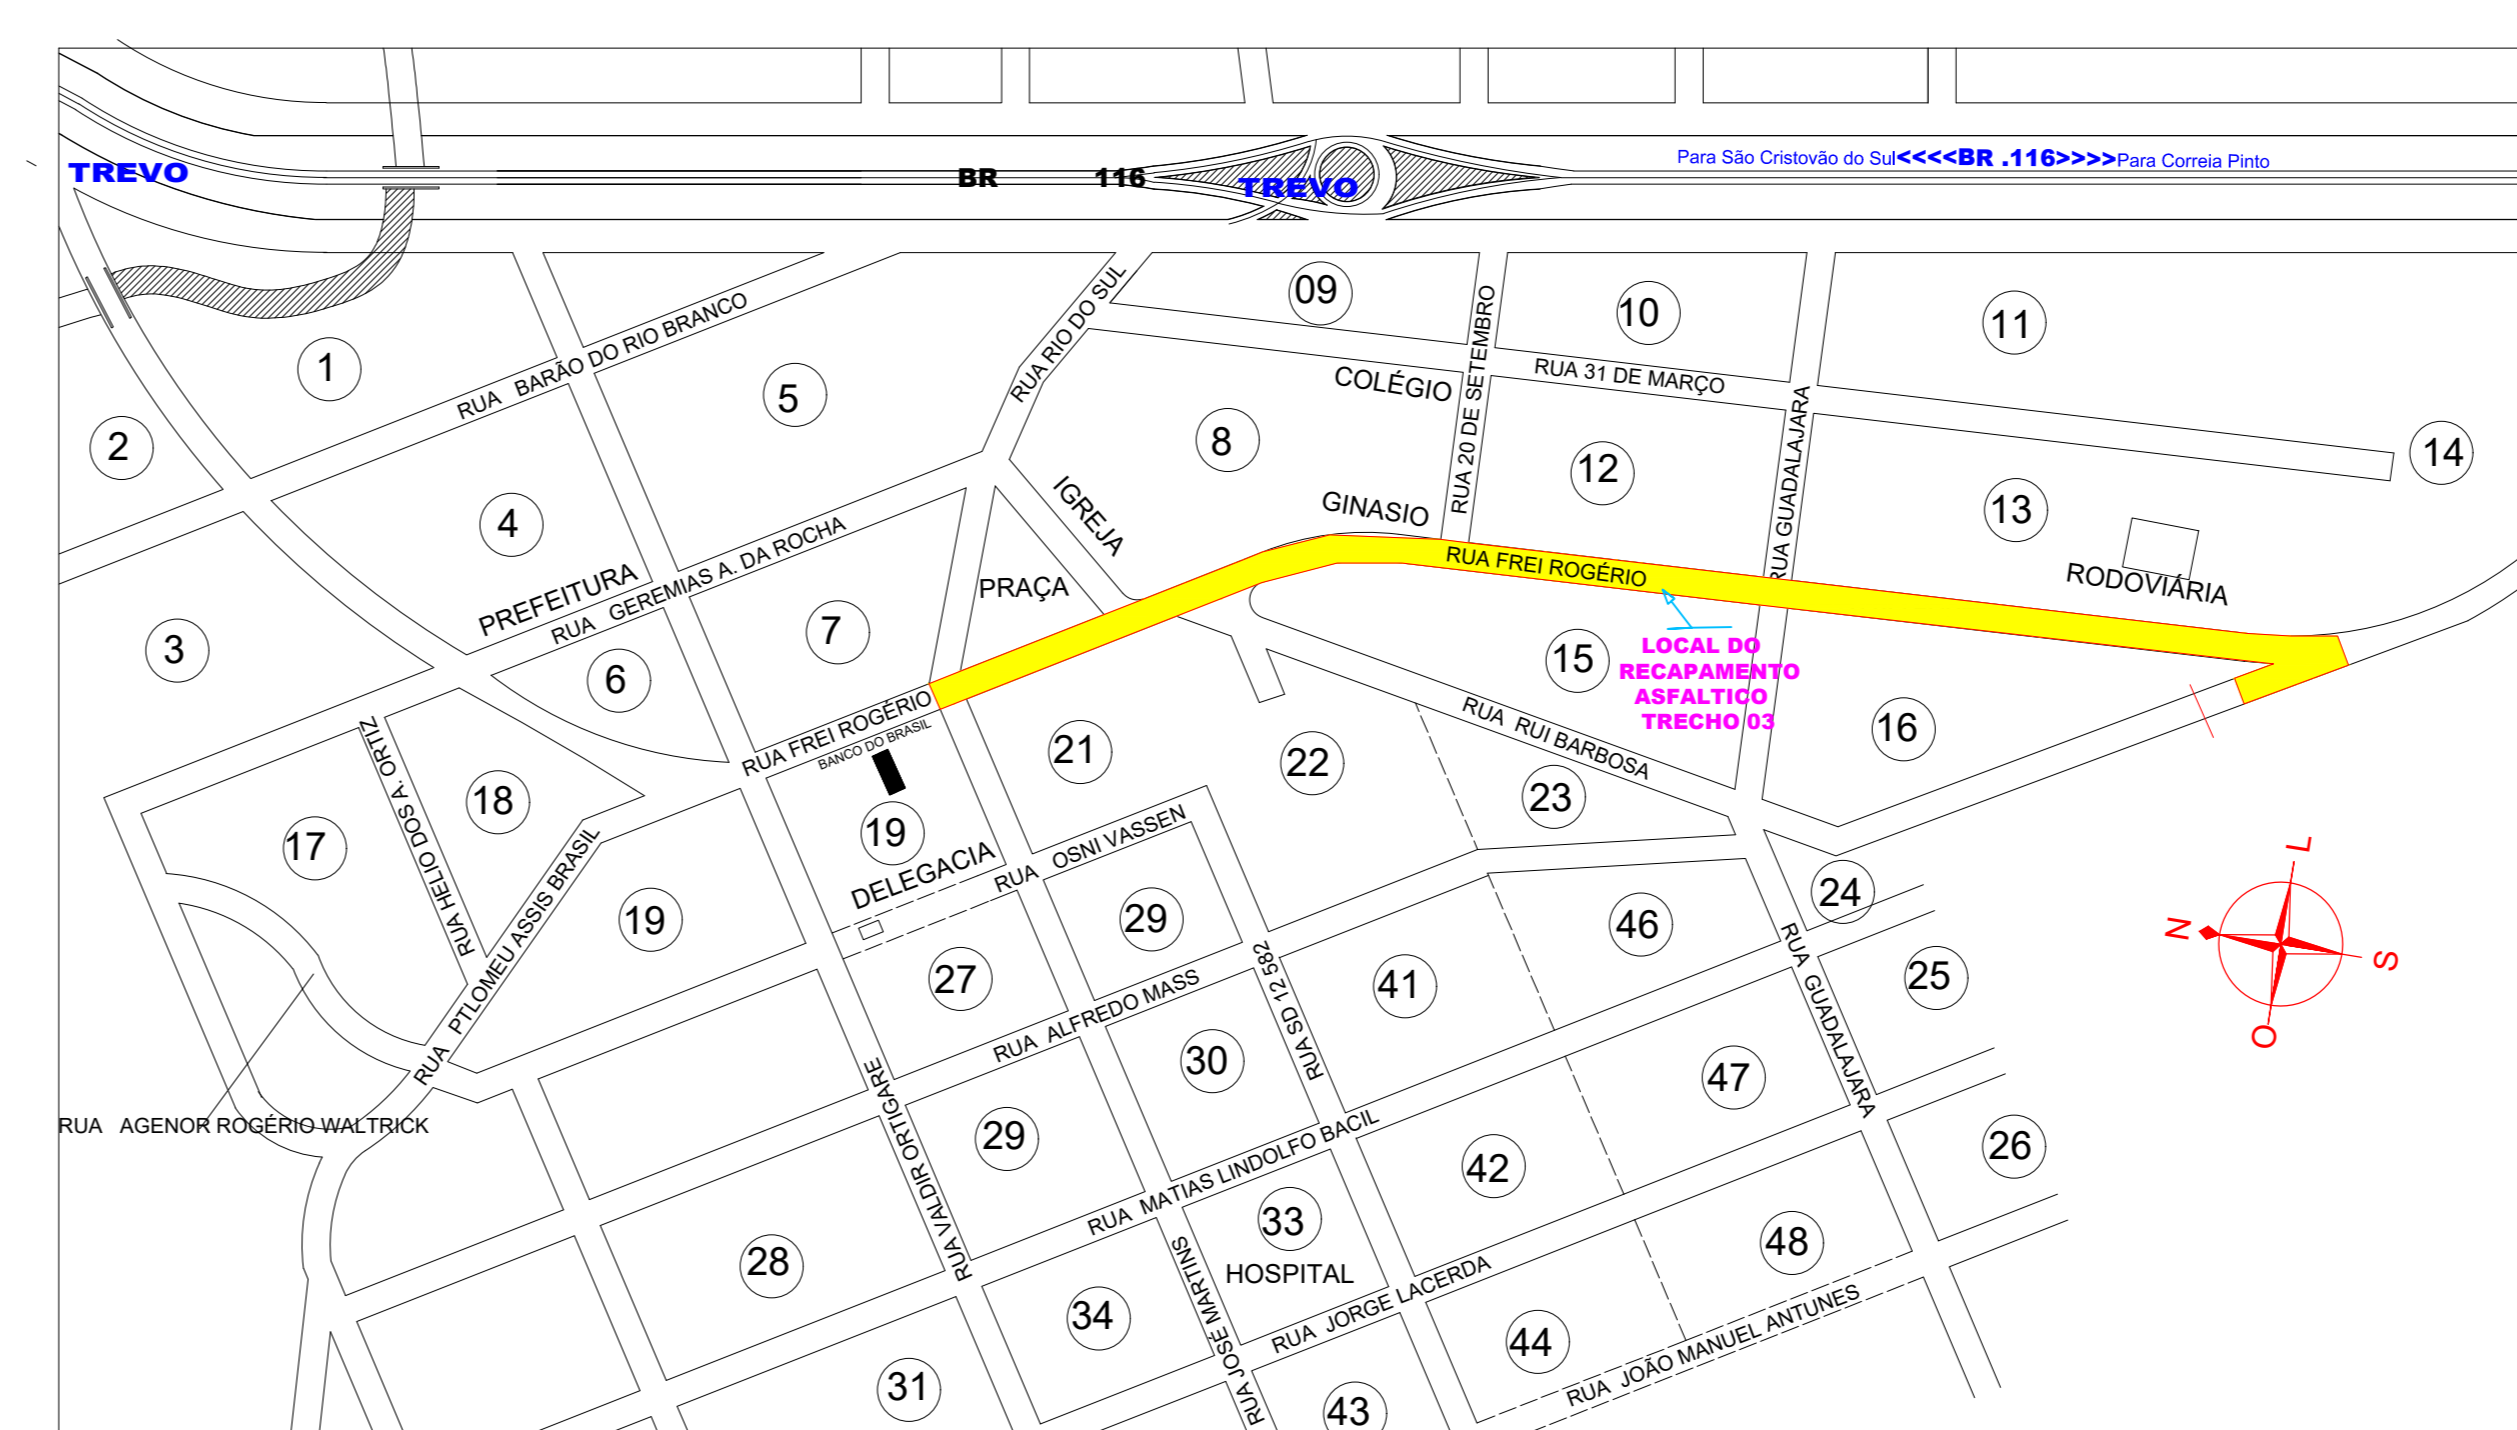 Para São Cristovão do Sul<<<<BR .116>>>>Para Correia Pinto
TREVO
BR 116
TREVO
09
10
11
RUA RIO DO SUL
RUA 20 DE SETEMBRO
RUA BARÃO DO RIO BRANCO
1
5
COLÉGIO
RUA 31 DE MARÇO
RUA GUADALAJARA
2
8
12
14
4
IGREJA
GINASIO
13
PREFEITURA
RUA GEREMIAS A. DA ROCHA
PRAÇA
RUA FREI ROGÉRIO
RODOVIÁRIA
3
6
7
15
LOCAL DO
RECAPAMENTO
ASFALTICO
TRECHO 03
16
RUA FREI ROGÉRIO
BANCO DO BRASIL
21
22
RUA RUI BARBOSA
23
RUA HELIO DOS A. ORTIZ
17
18
19
DELEGACIA
RUA OSNI VASSEN
RUA PTLOMEU ASSIS BRASIL
19
29
46
24
RUA GUADALAJARA
25
N
L
S
O
27
RUA ALFREDO MASS
RUA SD 12 582
41
30
47
RUA AGENOR ROGÉRIO WALTRICK
RUA VALDIR ORTIGARE
29
RUA MATIAS LINDOLFO BACIL
42
26
28
33
HOSPITAL
48
RUA JOSÉ MARTINS
34
RUA JORGE LACERDA
44
RUA JOÃO MANUEL ANTUNES
31
43